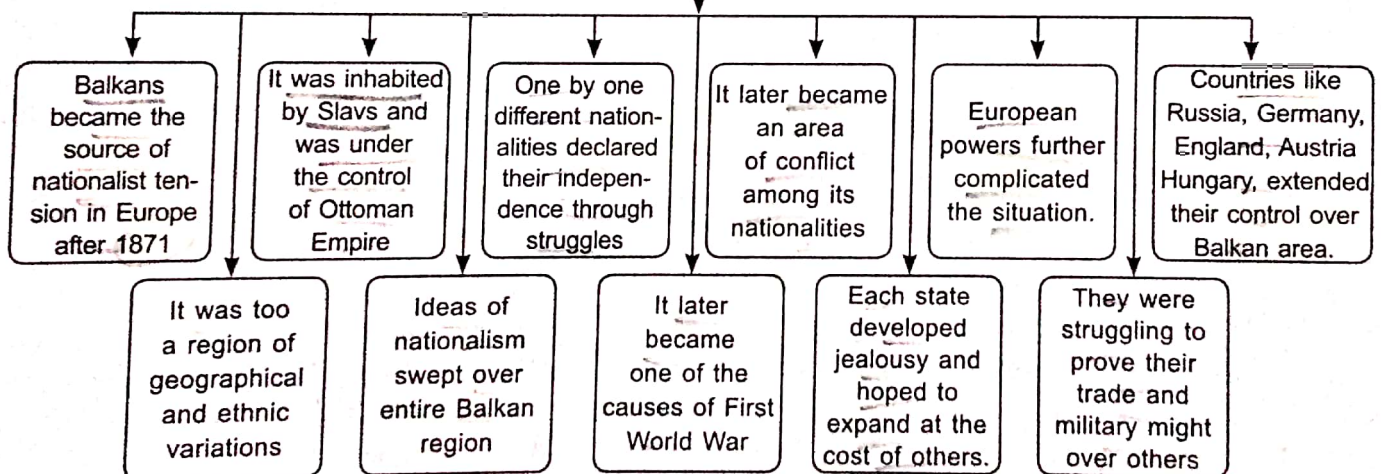 Balkans
became the
source of
nationalist ten-
sion in Europe
after 1871
It was inhabited
by Slavs and
was under
the control
of Ottoman
Empire
One by one
different nation-
alities declared
their indepen-
dence through
struggles
It later became
an area
of conflict
among its
nationalities
European
powers further
complicated
the situation.
Countries like
Russia, Germany,
England, Austria
Hungary, extended
their control over
Balkan area.
It was too
a region of
geographical
and ethnic
variations
Ideas of
nationalism
swept over
entire Balkan
region
It later
became
one of the
causes of First
World War
Each state
developed
jealousy and
hoped to
expand at the
cost of others.
They were
struggling to
prove their
trade and
military might
over others